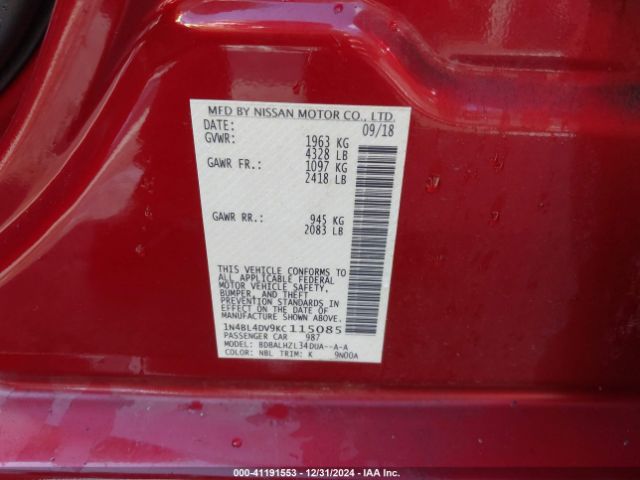 MFD BY NISSAN MOTOR CO., LTD.
DATE: 09/18
GVWR: 1963 KG
4328 LB
GAWR FR.: 1097 KG
2418 LB
GAWR RR.: 945 KG
2083 LB
THIS VEHICLE CONFORMS TO
ALL APPLICABLE FEDERAL
MOTOR VEHICLE SAFETY,
BUMPER, AND THEFT
PREVENTION STANDARDS IN
EFFECT ON THE DATE OF
MANUFACTURE SHOWN ABOVE.
1N4BL4DV9KC115085
PASSENGER CAR 987
MODEL: BDBALHZL34DUA--A-A
COLOR: NBL TRIM: K 9N00A
000-41191553 - 12/31/2024 - IAA Inc.